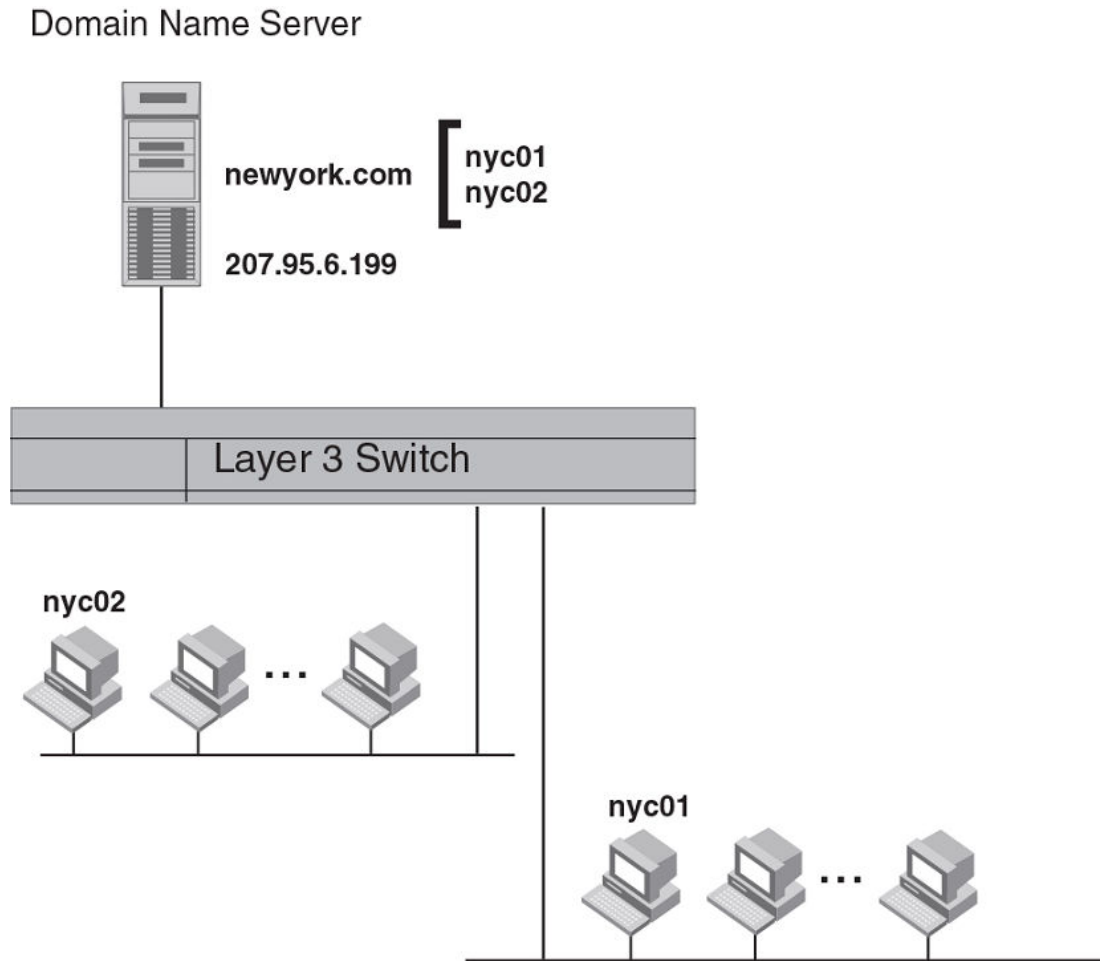 Domain Name Server
newyork.com
nyc01
nyc02
207.95.6.199
Layer 3 Switch
nyc02
...
nyc01
...